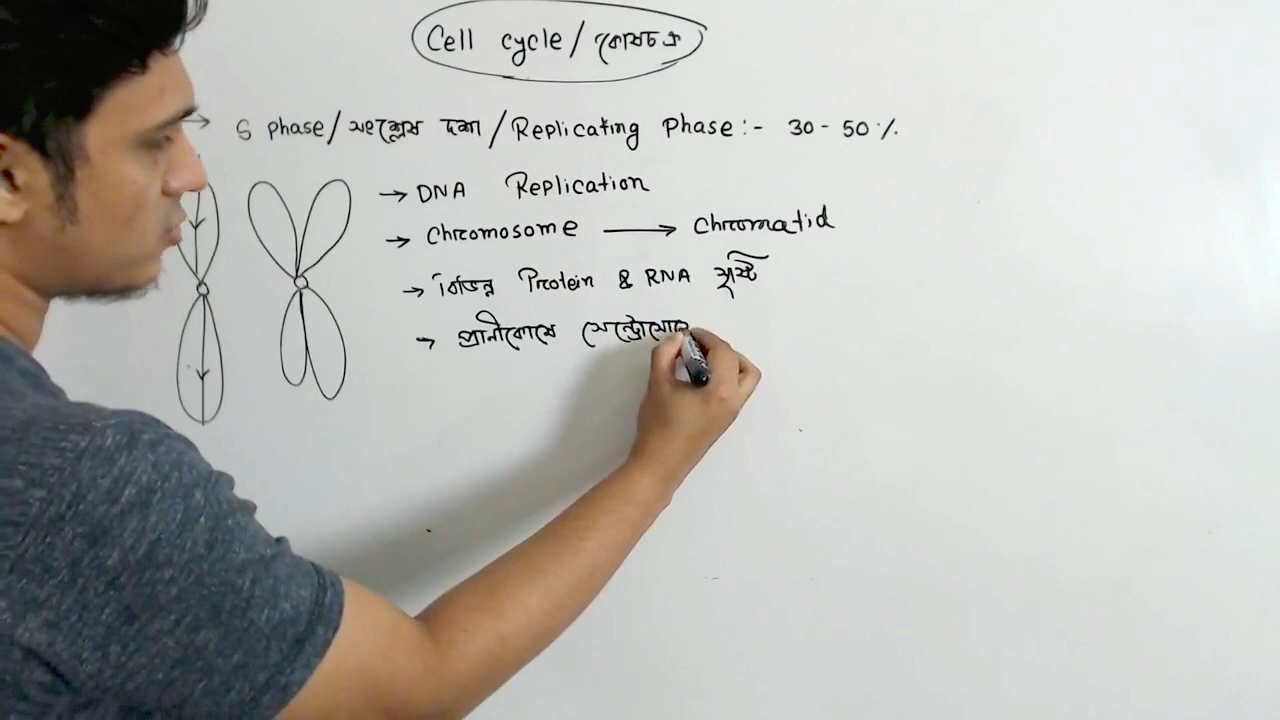 Cell cycle / কোষচক্র
S phase / সংশ্লেষ দশা / Replicating Phase:- 30 - 50 %
→ DNA Replication
→ Chromosome → Chromatid
→ বিভিন্ন Protein & RNA সৃষ্টি
→ প্রানীকোষে সেন্ট্রোসোম